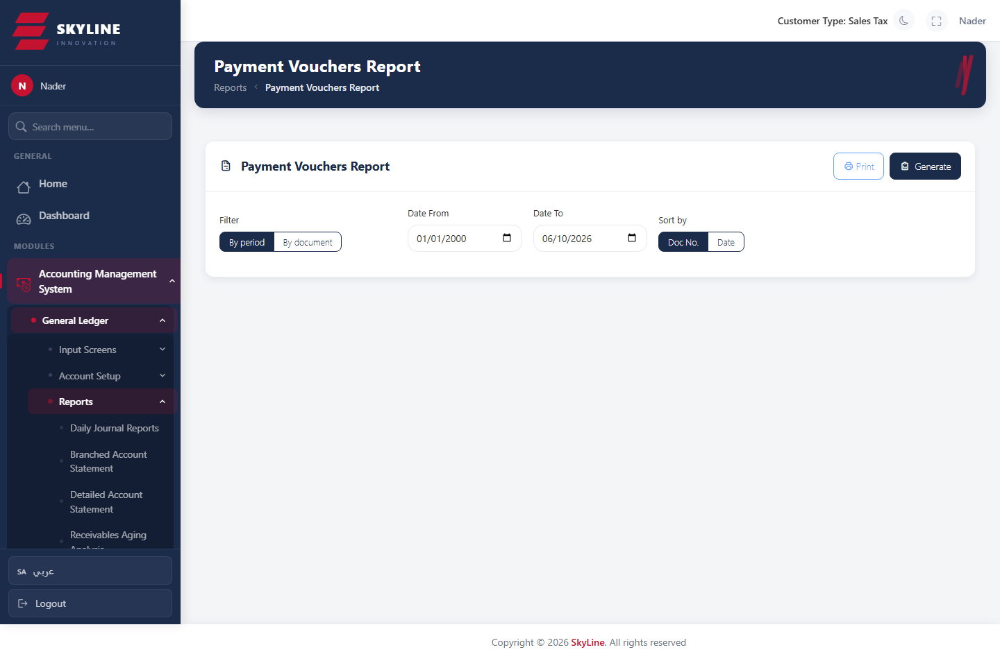 SKYLINE
INNOVATION
N
Nader
Search menu...
GENERAL
Home
Dashboard
MODULES
Accounting Management
System
General Ledger
Input Screens
Account Setup
Reports
Daily Journal Reports
Branched Account
Statement
Detailed Account
Statement
Receivables Aging
Analysis
SA عربي
Logout
Customer Type: Sales Tax
Nader
Payment Vouchers Report
Reports
Payment Vouchers Report
Payment Vouchers Report
Print
Generate
Filter
By period
By document
Date From
01/01/2000
Date To
06/10/2026
Sort by
Doc No.
Date
Copyright © 2026 SkyLine. All rights reserved